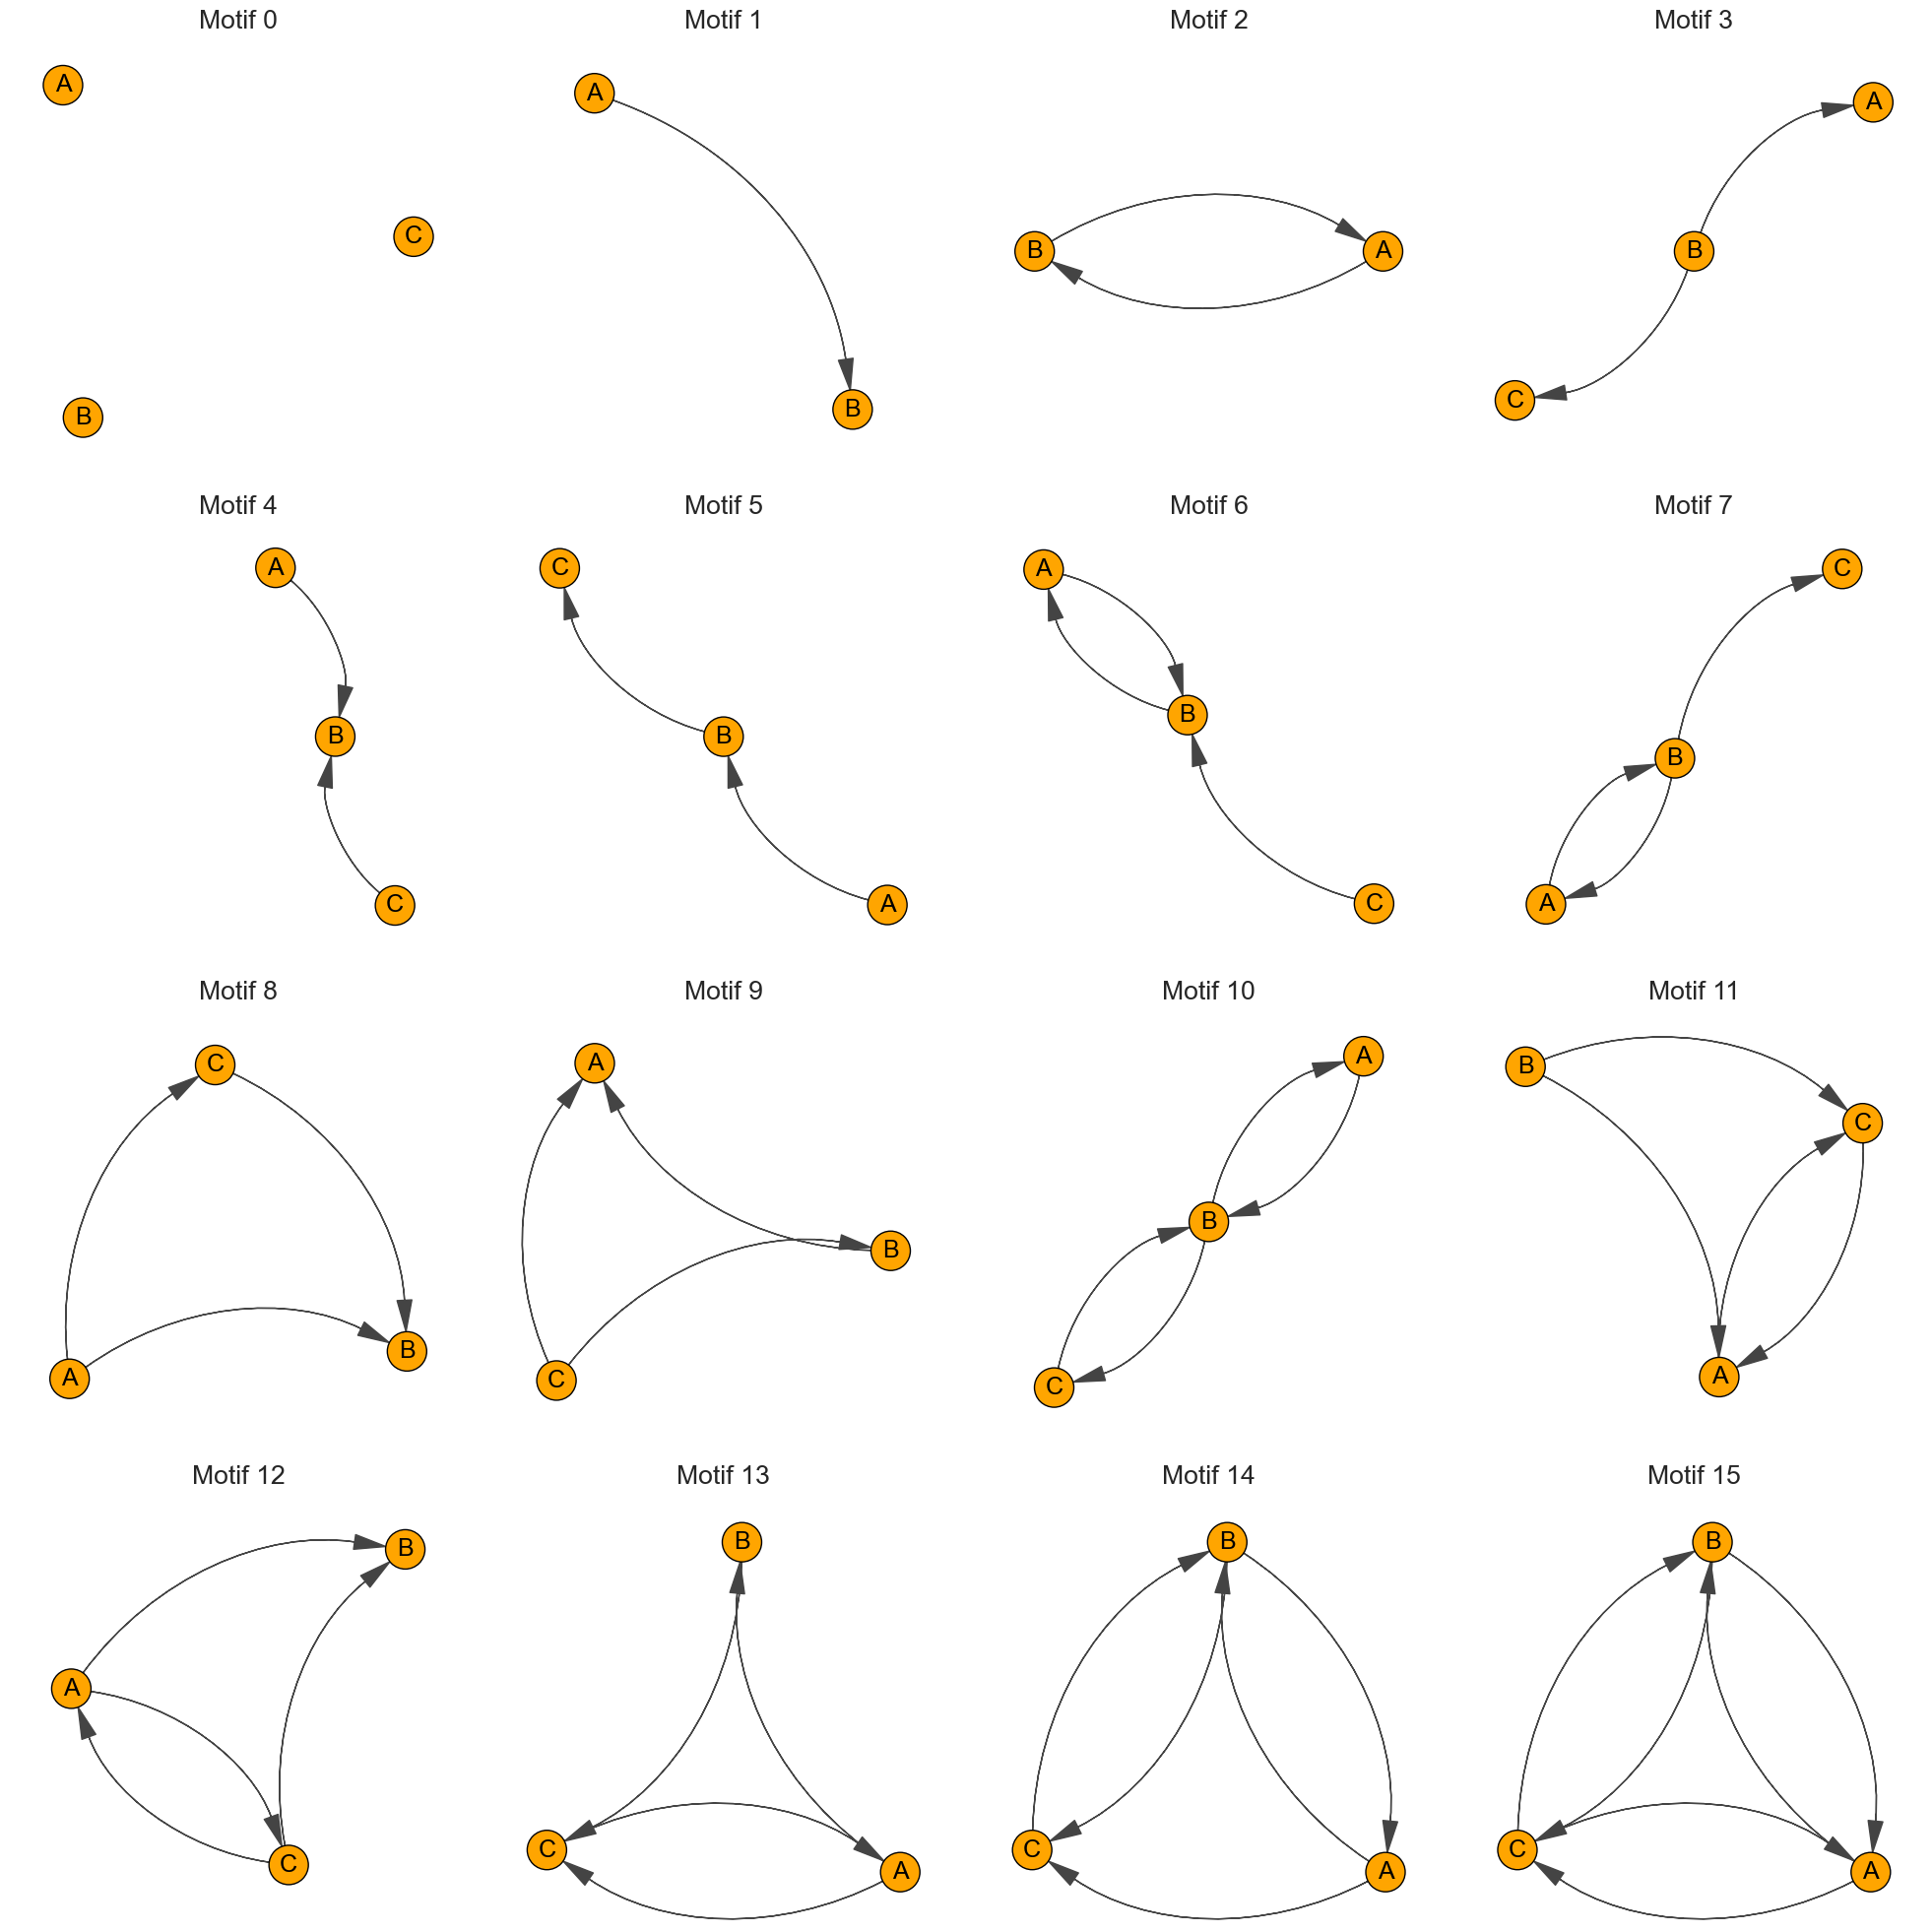 Motif 0 Motif 1 Motif 2 Motif 3
A A A
B A B
C
B B C
Motif 4 Motif 5 Motif 6 Motif 7
A C A C
B B B B
C A C A
Motif 8 Motif 9 Motif 10 Motif 11
C A A B
C
B B
A B C C A
Motif 12 Motif 13 Motif 14 Motif 15
B B B B
A
C C C C
A A A